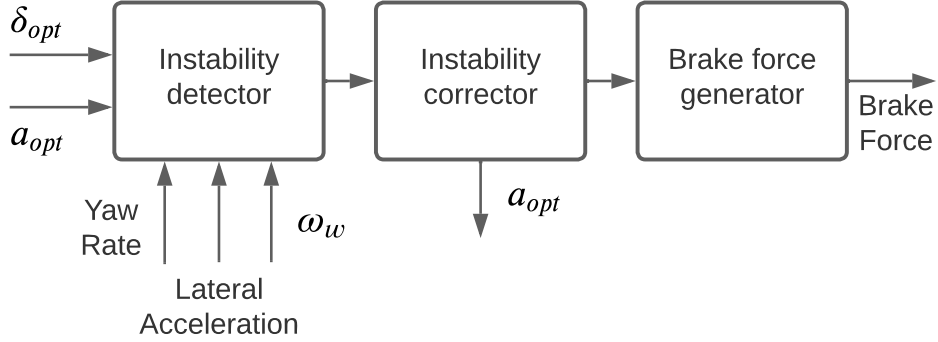 δ_opt
a_opt
Instability
detector
Instability
corrector
Brake force
generator
Brake
Force
Yaw
Rate
Lateral
Acceleration
ω_w
a_opt